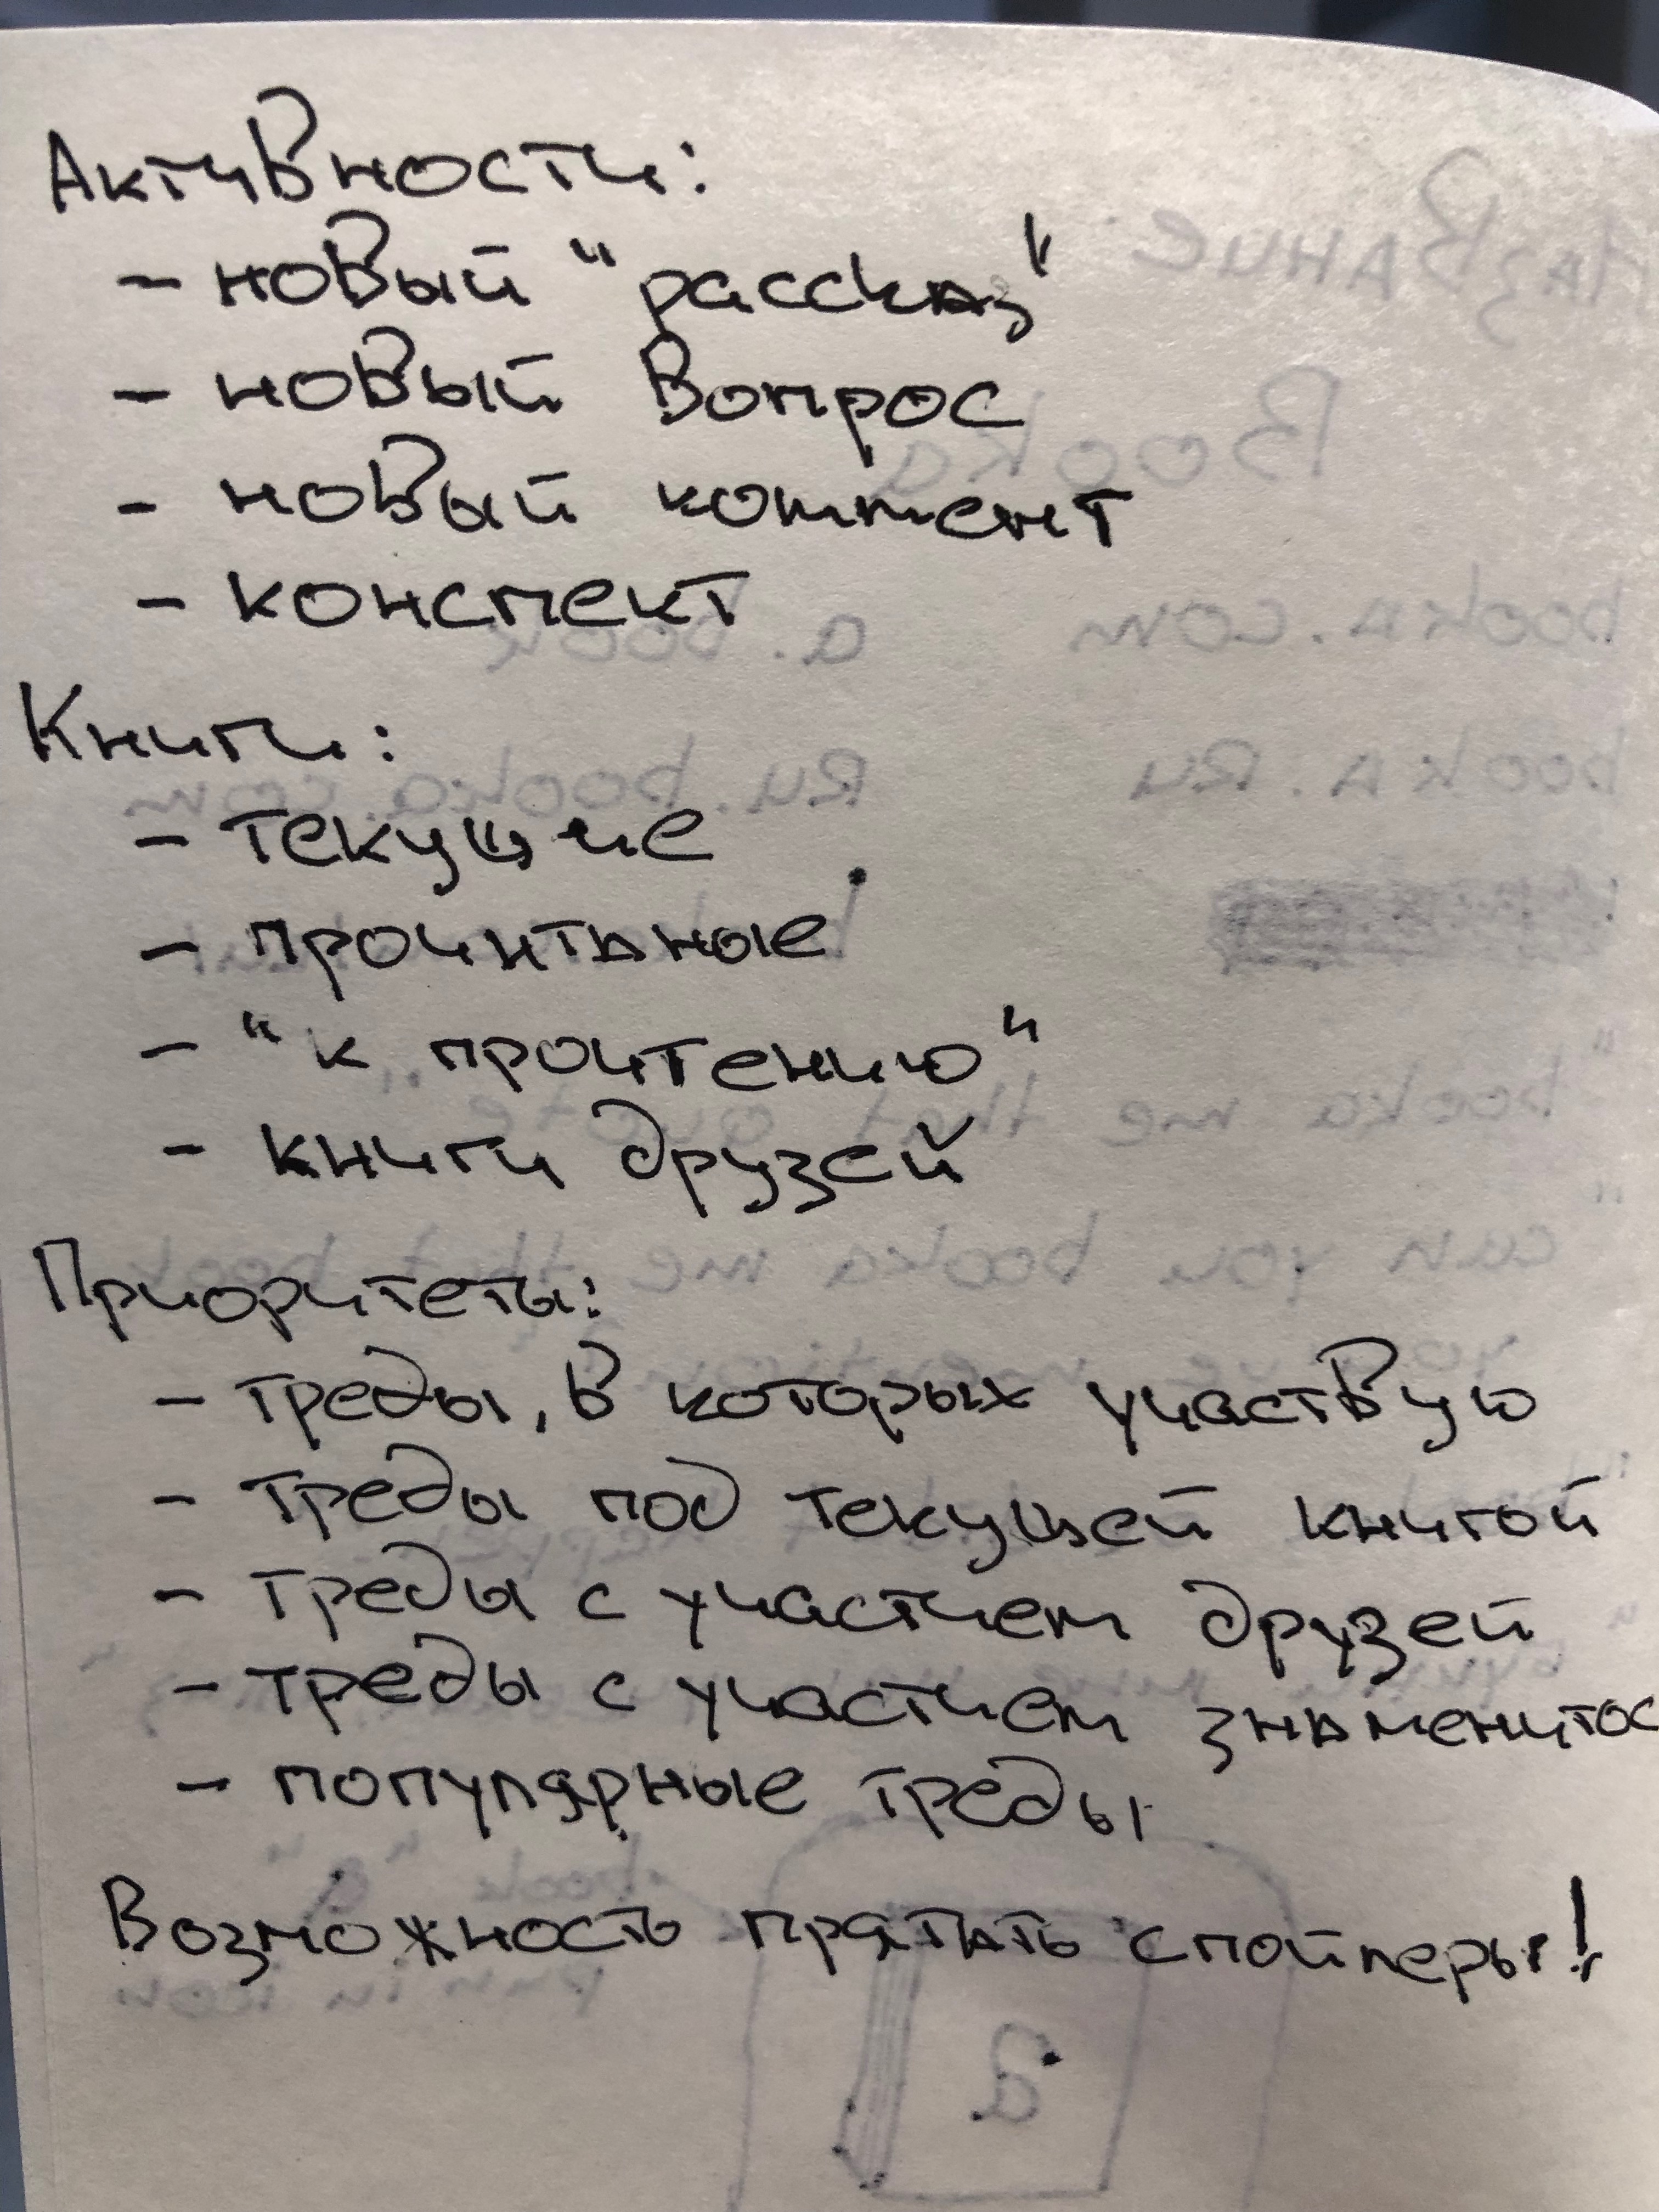 Активности:
- новый "рассказ"
- новый вопрос
- новый коммент
- конспект
Книги:
- текущие
- прочитаные
- "к прочтению"
- книги друзей
Приоритеты:
- треды, в которых участвую
- треды под текущей книгой
- треды с участием друзей
- треды с участием знаменитос
- популярные треды
Возможность прятать спойлеры!